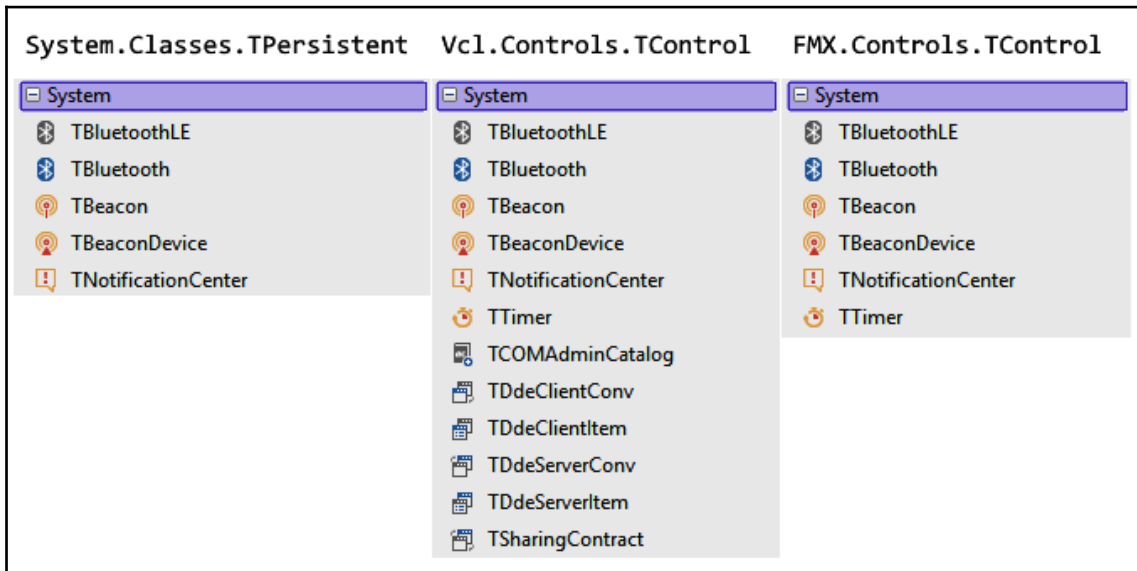 System.Classes.TPersistent
System
TBluetoothLE
TBluetooth
TBeacon
TBeaconDevice
TNotificationCenter
Vcl.Controls.TControl
System
TBluetoothLE
TBluetooth
TBeacon
TBeaconDevice
TNotificationCenter
TTimer
TCOMAdminCatalog
TDdeClientConv
TDdeClientItem
TDdeServerConv
TDdeServerItem
TSharingContract
FMX.Controls.TControl
System
TBluetoothLE
TBluetooth
TBeacon
TBeaconDevice
TNotificationCenter
TTimer